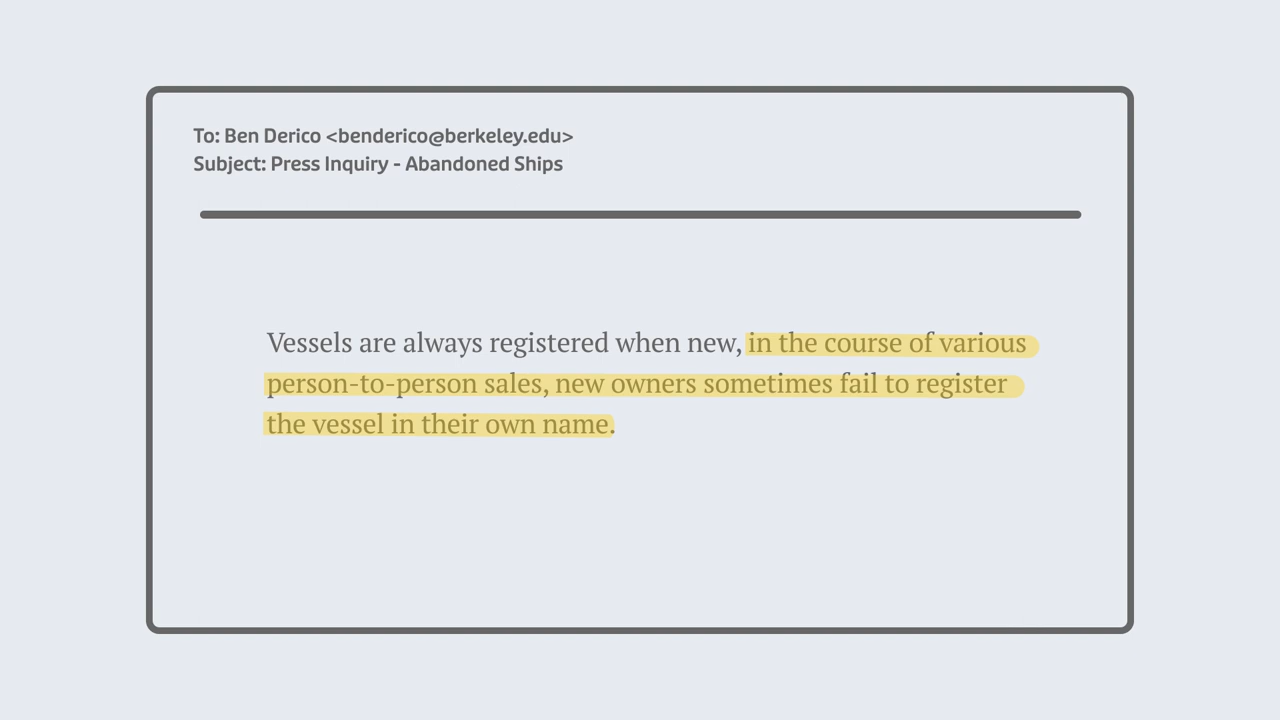 To: Ben Derico <benderico@berkeley.edu>
Subject: Press Inquiry - Abandoned Ships
Vessels are always registered when new, in the course of various
person-to-person sales, new owners sometimes fail to register
the vessel in their own name.